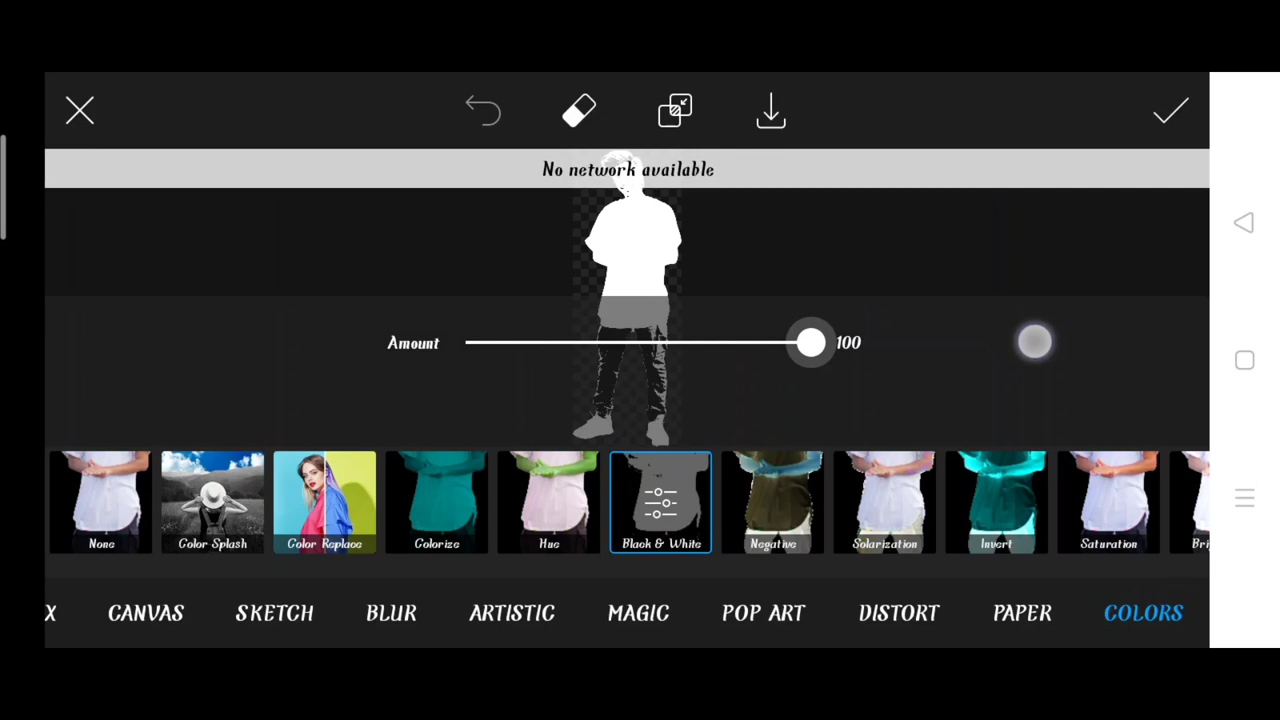 No network available
Amount 100
None Color Splash Color Replace Colorize Hue Black & White Negative Solarization Invert Saturation Bri
X CANVAS SKETCH BLUR ARTISTIC MAGIC POP ART DISTORT PAPER COLORS